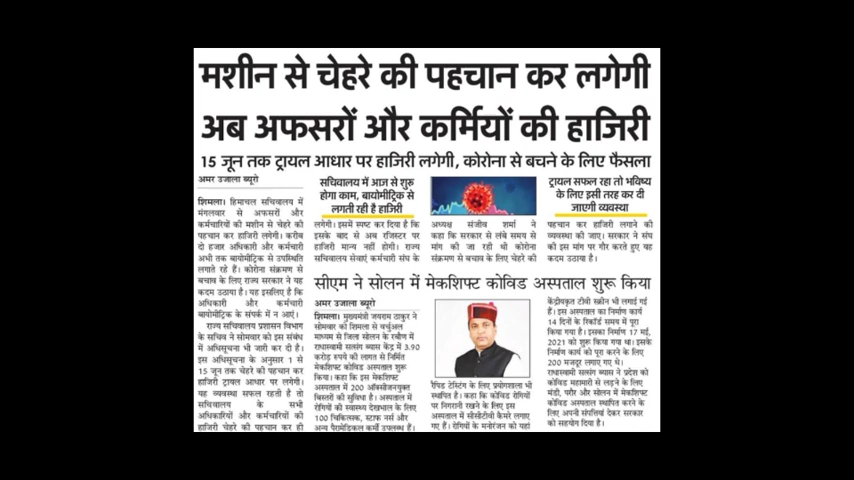 मशीन से चेहरे की पहचान कर लगेगी
अब अफसरों और कर्मियों की हाजिरी
15 जून तक ट्रायल आधार पर हाजिरी लगेगी, कोरोना से बचने के लिए फैसला
अमर उजाला ब्यूरो
शिमला। हिमाचल सचिवालय में
मंगलवार से अफसरों और
कर्मचारियों की मशीन से चेहरे की
पहचान कर हाजिरी लगेगी। करीब
दो हजार अधिकारी और कर्मचारी
अभी तक बायोमीट्रिक से उपस्थिति
लगाते रहे हैं। कोरोना संक्रमण से
बचाव के लिए राज्य सरकार ने यह
कदम उठाया है। यह इसलिए है कि
अधिकारी और कर्मचारी
बायोमीट्रिक के संपर्क में न आएं।
राज्य सचिवालय प्रशासन विभाग
के सचिव ने सोमवार को इस संबंध
में अधिसूचना भी जारी कर दी है।
इस अधिसूचना के अनुसार 1 से
15 जून तक चेहरे की पहचान कर
हाजिरी ट्रायल आधार पर लगेगी।
यह व्यवस्था सफल रहती है तो
सचिवालय के सभी
अधिकारियों और कर्मचारियों की
हाजिरी चेहरे की पहचान कर ही
सचिवालय में आज से शुरू
होगा काम, बायोमीट्रिक से
लगती रही है हाजिरी
लगेगी। इसमें स्पष्ट कर दिया है कि
इसके बाद से अब रजिस्टर पर
हाजिरी मान्य नहीं होगी। राज्य
सचिवालय सेवाएं कर्मचारी संघ के
अध्यक्ष संजीव शर्मा ने
कहा कि सरकार से लंबे समय से
मांग की जा रही थी कोरोना
संक्रमण से बचाव के लिए चेहरे की
ट्रायल सफल रहा तो भविष्य
के लिए इसी तरह कर दी
जाएगी व्यवस्था
पहचान कर हाजिरी लगाने की
व्यवस्था की जाए। सरकार ने संघ
की इस मांग पर गौर करते हुए यह
कदम उठाया है।
सीएम ने सोलन में मेकशिफ्ट कोविड अस्पताल शुरू किया
अमर उजाला ब्यूरो
शिमला। मुख्यमंत्री जयराम ठाकुर ने
सोमवार को शिमला से वर्चुअल
माध्यम से जिला सोलन के रबौण में
राधास्वामी सत्संग ब्यास केंद्र में 3.90
करोड़ रुपये की लागत से निर्मित
मेकशिफ्ट कोविड अस्पताल शुरू
किया। कहा कि इस मेकशिफ्ट
अस्पताल में 200 ऑक्सीजनयुक्त
बिस्तरों की सुविधा है। अस्पताल में
रोगियों की स्वास्थ्य देखभाल के लिए
100 चिकित्सक, स्टाफ नर्स और
अन्य पैरामेडिकल कर्मी उपलब्ध हैं।
रैपिड टेस्टिंग के लिए प्रयोगशाला भी
स्थापित है। कहा कि कोविड रोगियों
पर निगरानी रखने के लिए इस
अस्पताल में सीसीटीवी कैमरे लगाए
गए हैं। रोगियों के मनोरंजन को यहां
केंद्रीयकृत टीवी स्क्रीन भी लगाई गई
हैं। इस अस्पताल का निर्माण कार्य
14 दिनों के रिकॉर्ड समय में पूरा
किया गया है। इसका निर्माण 17 मई,
2021 को शुरू किया गया था। इसके
निर्माण कार्य को पूरा करने के लिए
200 मजदूर लगाए गए थे।
राधास्वामी सत्संग ब्यास ने प्रदेश को
कोविड महामारी से लड़ने के लिए
मंडी, परौर और सोलन में मेकशिफ्ट
कोविड अस्पताल स्थापित करने के
लिए अपनी संपत्तियां देकर सरकार
को सहयोग दिया है।